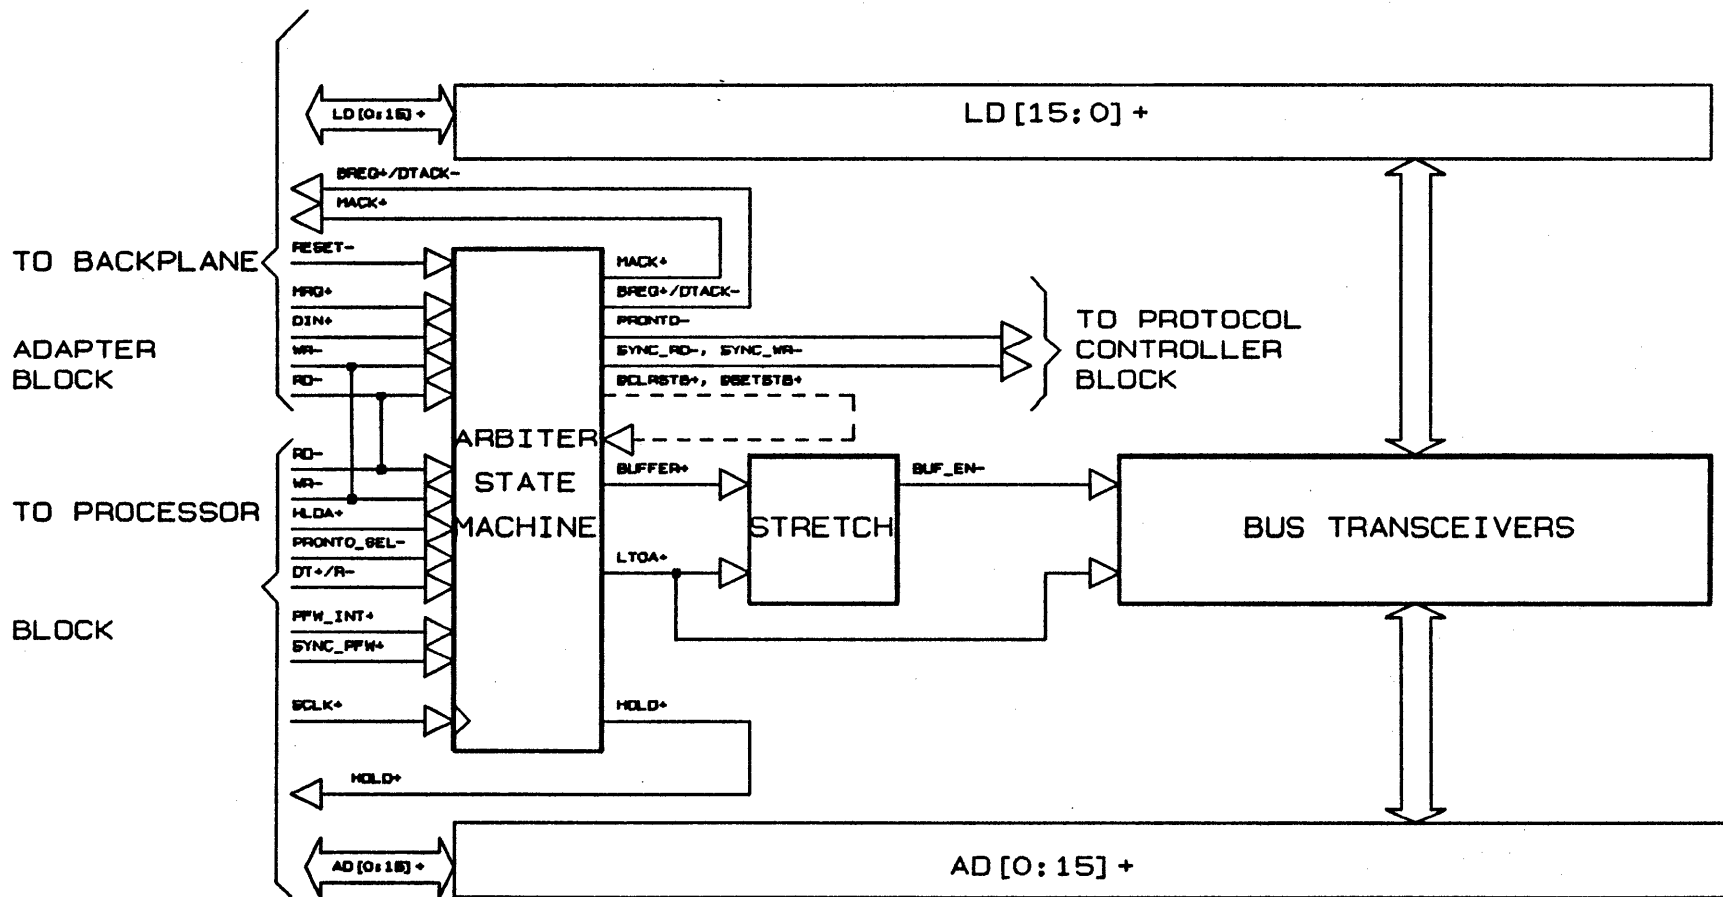 LD[0:15]+
LD[15:0]+
BREQ+/DTACK-
MACK+
TO BACKPLANE
ADAPTER
BLOCK
RESET-
MRQ+
DIN+
WR-
RD-
MACK+
BREQ+/DTACK-
PRONTO-
SYNC_RD-, SYNC_WR-
BCLRSTB+, BSETSTB+
TO PROTOCOL
CONTROLLER
BLOCK
TO PROCESSOR
BLOCK
RD-
WR-
HLDA+
PRONTO_SEL-
DT+/R-
PFW_INT+
SYNC_PFW+
SCLK+
ARBITER
STATE
MACHINE
BUFFER+
LTOA+
HOLD+
STRETCH
BUF_EN-
BUS TRANSCEIVERS
HOLD+
AD[0:15]+
AD[0:15]+